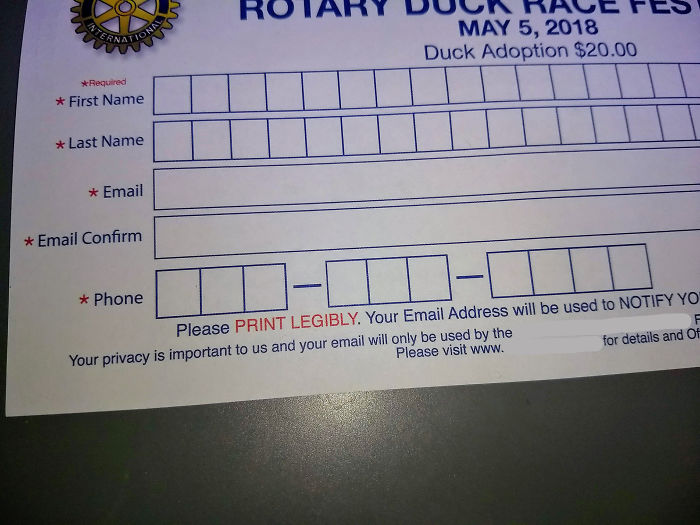 INTERNATIONAL
ROTARY DUCK RACE FES
MAY 5, 2018
Duck Adoption $20.00
*Required
* First Name
* Last Name
* Email
* Email Confirm
* Phone
Please PRINT LEGIBLY. Your Email Address will be used to NOTIFY YO
Your privacy is important to us and your email will only be used by the
Please visit www. for details and Of